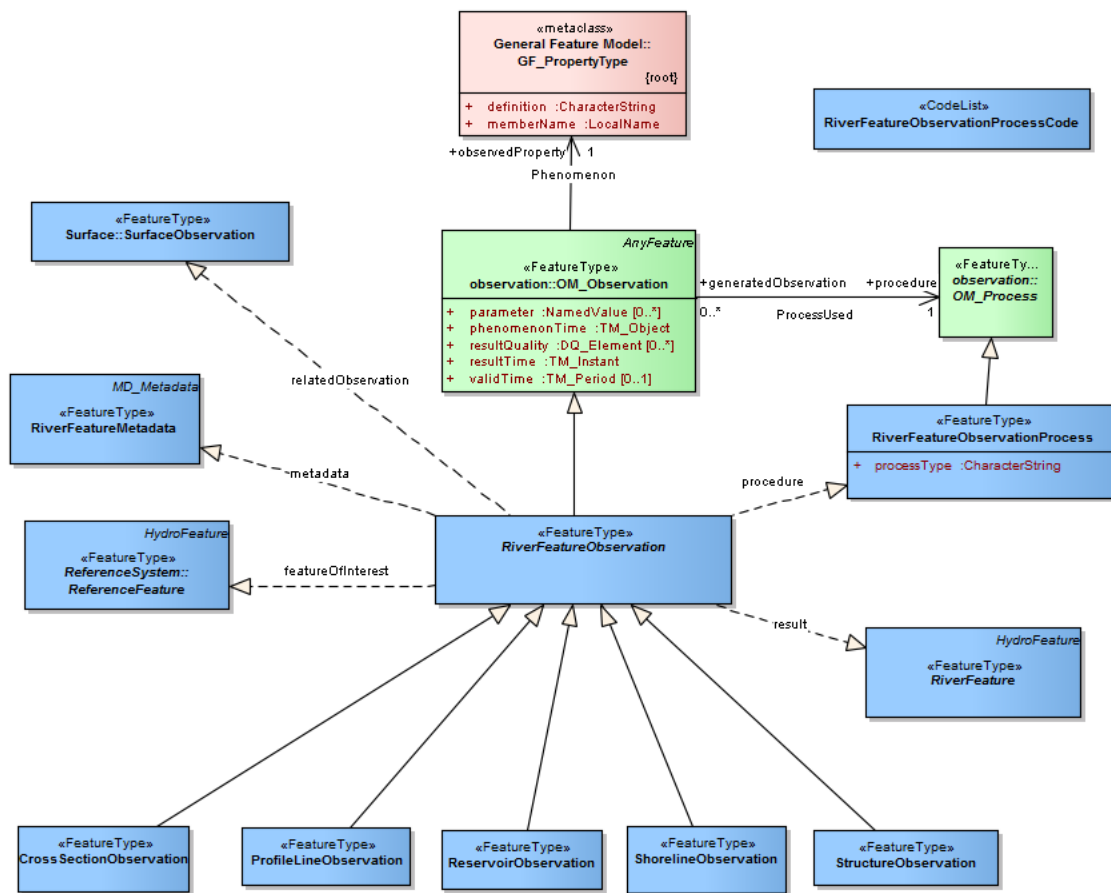 «metaclass»
General Feature Model::
GF_PropertyType
{root}
+ definition :CharacterString
+ memberName :LocalName
«CodeList»
RiverFeatureObservationProcessCode
+observedProperty 1
Phenomenon
«FeatureType»
Surface::SurfaceObservation
AnyFeature
«FeatureType»
observation::OM_Observation
+ parameter :NamedValue [0..*]
+ phenomenonTime :TM_Object
+ resultQuality :DQ_Element [0..*]
+ resultTime :TM_Instant
+ validTime :TM_Period [0..1]
+generatedObservation +procedure
0..* ProcessUsed 1
«FeatureTy...
observation::
OM_Process
relatedObservation
MD_Metadata
«FeatureType»
RiverFeatureMetadata
«FeatureType»
RiverFeatureObservationProcess
+ processType :CharacterString
metadata
procedure
HydroFeature
«FeatureType»
ReferenceSystem::
ReferenceFeature
featureOfInterest
«FeatureType»
RiverFeatureObservation
result
HydroFeature
«FeatureType»
RiverFeature
«FeatureType»
CrossSectionObservation
«FeatureType»
ProfileLineObservation
«FeatureType»
ReservoirObservation
«FeatureType»
ShorelineObservation
«FeatureType»
StructureObservation